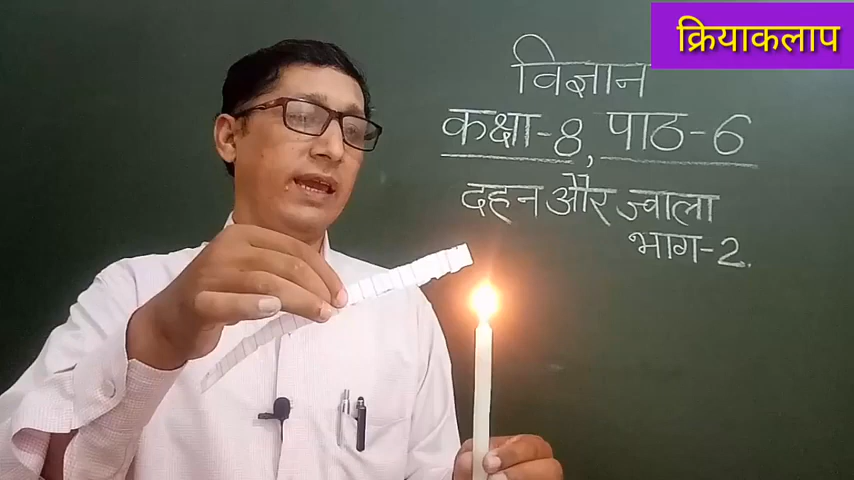 क्रियाकलाप
विज्ञान
कक्षा-8, पाठ-6
दहन और ज्वाला
भाग-2.